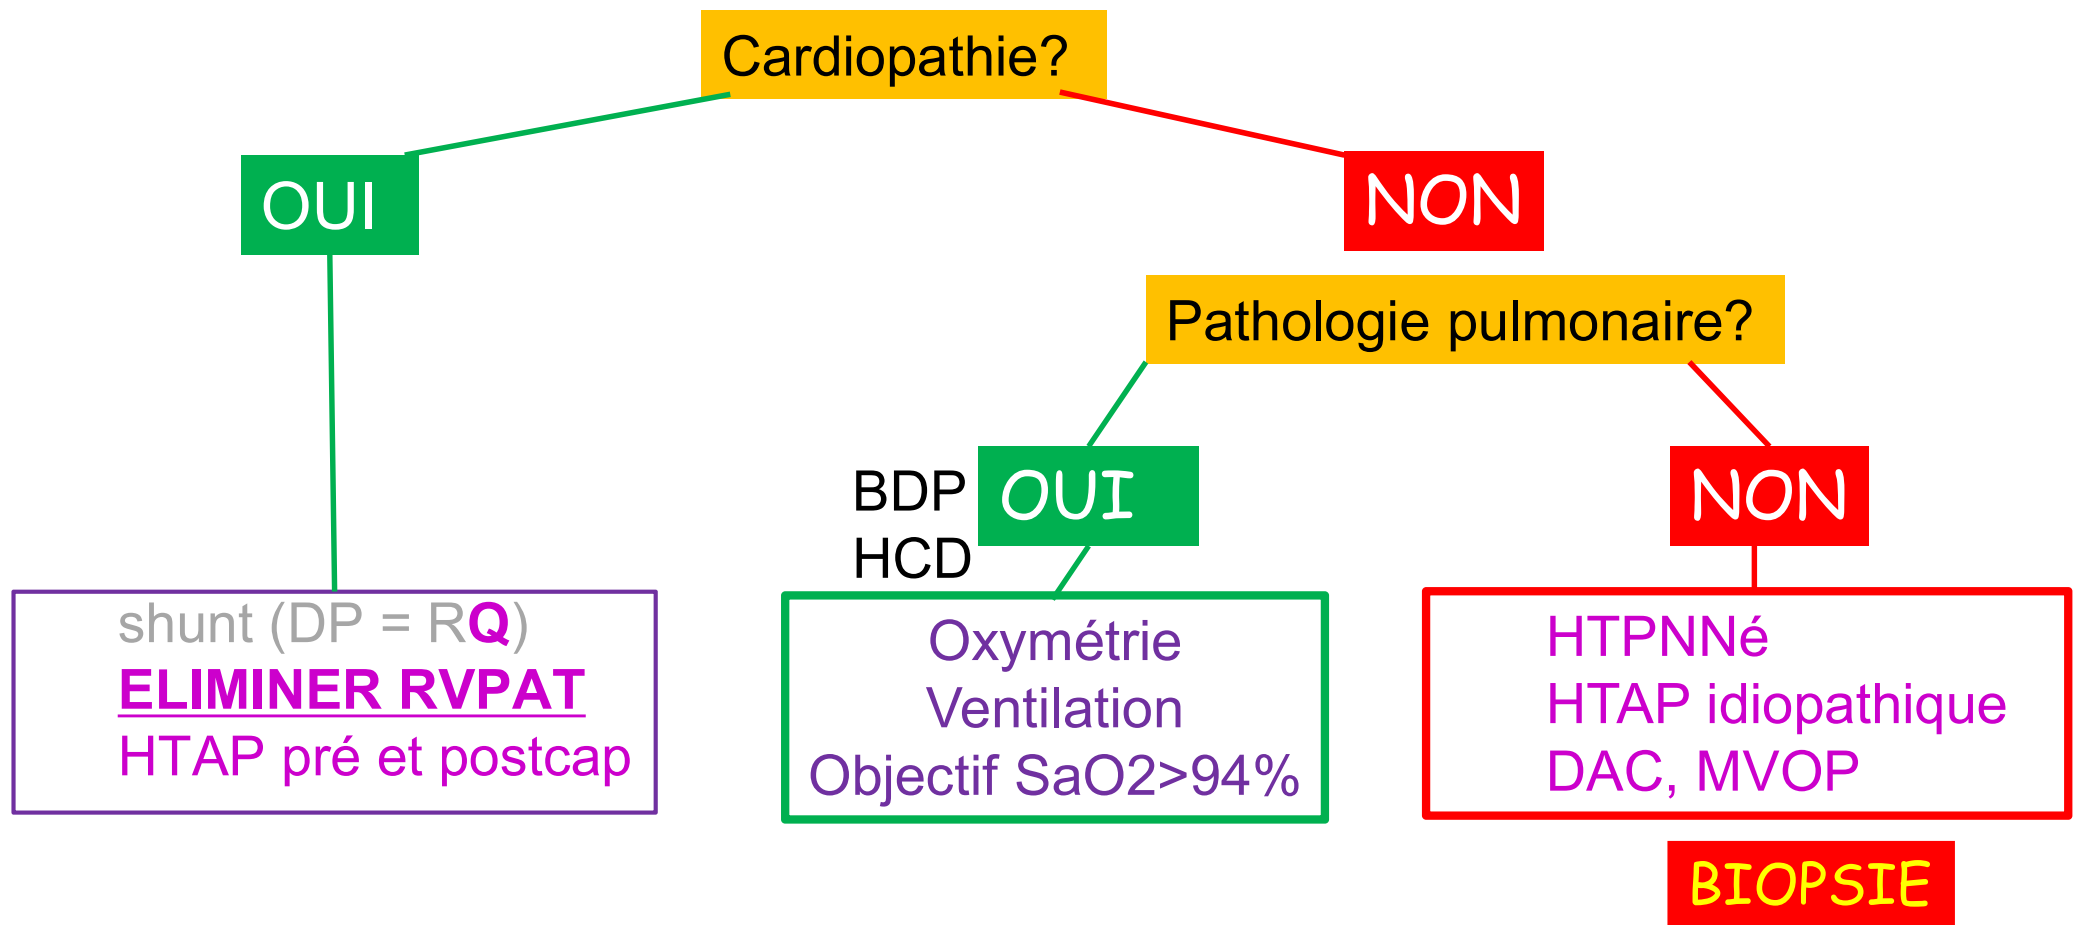 Cardiopathie?
OUI
NON
Pathologie pulmonaire?
BDP
HCD
OUI
NON
shunt (DP = RQ)
ELIMINER RVPAT
HTAP pré et postcap
Oxymétrie
Ventilation
Objectif SaO2>94%
HTPNNé
HTAP idiopathique
DAC, MVOP
BIOPSIE